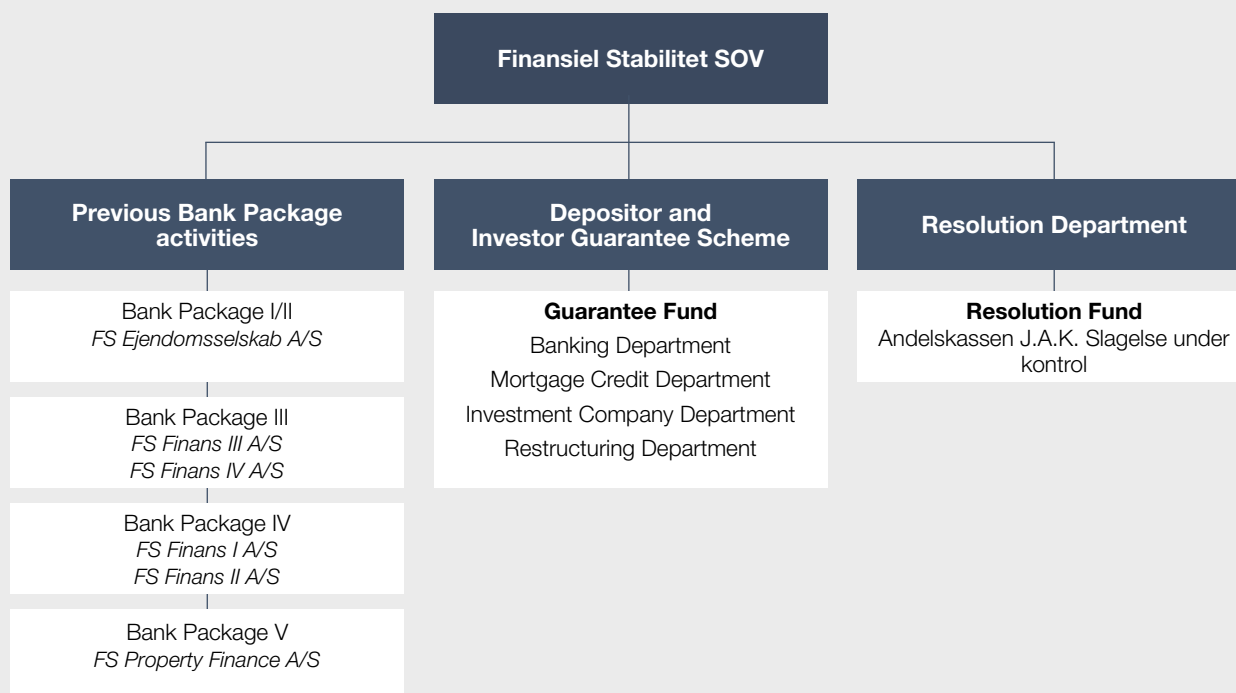 Finansiel Stabilitet SOV
Previous Bank Package
activities
Bank Package I/II
FS Ejendomsselskab A/S
Bank Package III
FS Finans III A/S
FS Finans IV A/S
Bank Package IV
FS Finans I A/S
FS Finans II A/S
Bank Package V
FS Property Finance A/S
Depositor and
Investor Guarantee Scheme
Guarantee Fund
Banking Department
Mortgage Credit Department
Investment Company Department
Restructuring Department
Resolution Department
Resolution Fund
Andelskassen J.A.K. Slagelse under
kontrol